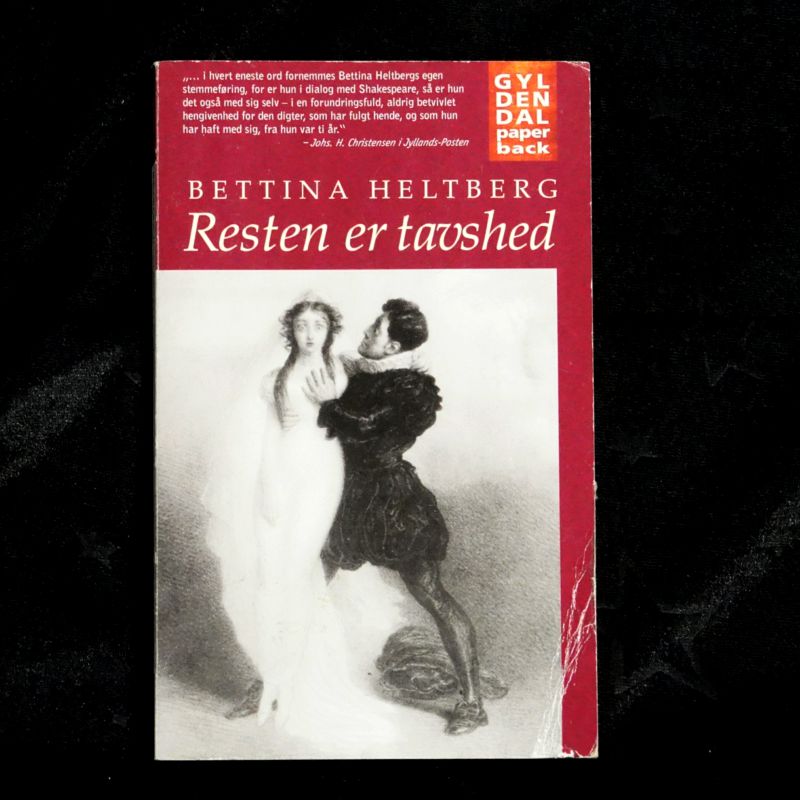 „... i hvert eneste ord fornemmes Bettina Heltbergs egen
stemmeføring, for er hun i dialog med Shakespeare, så er hun
det også med sig selv – i en forundringsfuld, aldrig betvivlet
hengivenhed for den digter, som har fulgt hende, og som hun
har haft med sig, fra hun var ti år.“
– Johs. H. Christensen i Jyllands-Posten
GYL
DEN
DAL
paper
back
BETTINA HELTBERG
Resten er tavshed